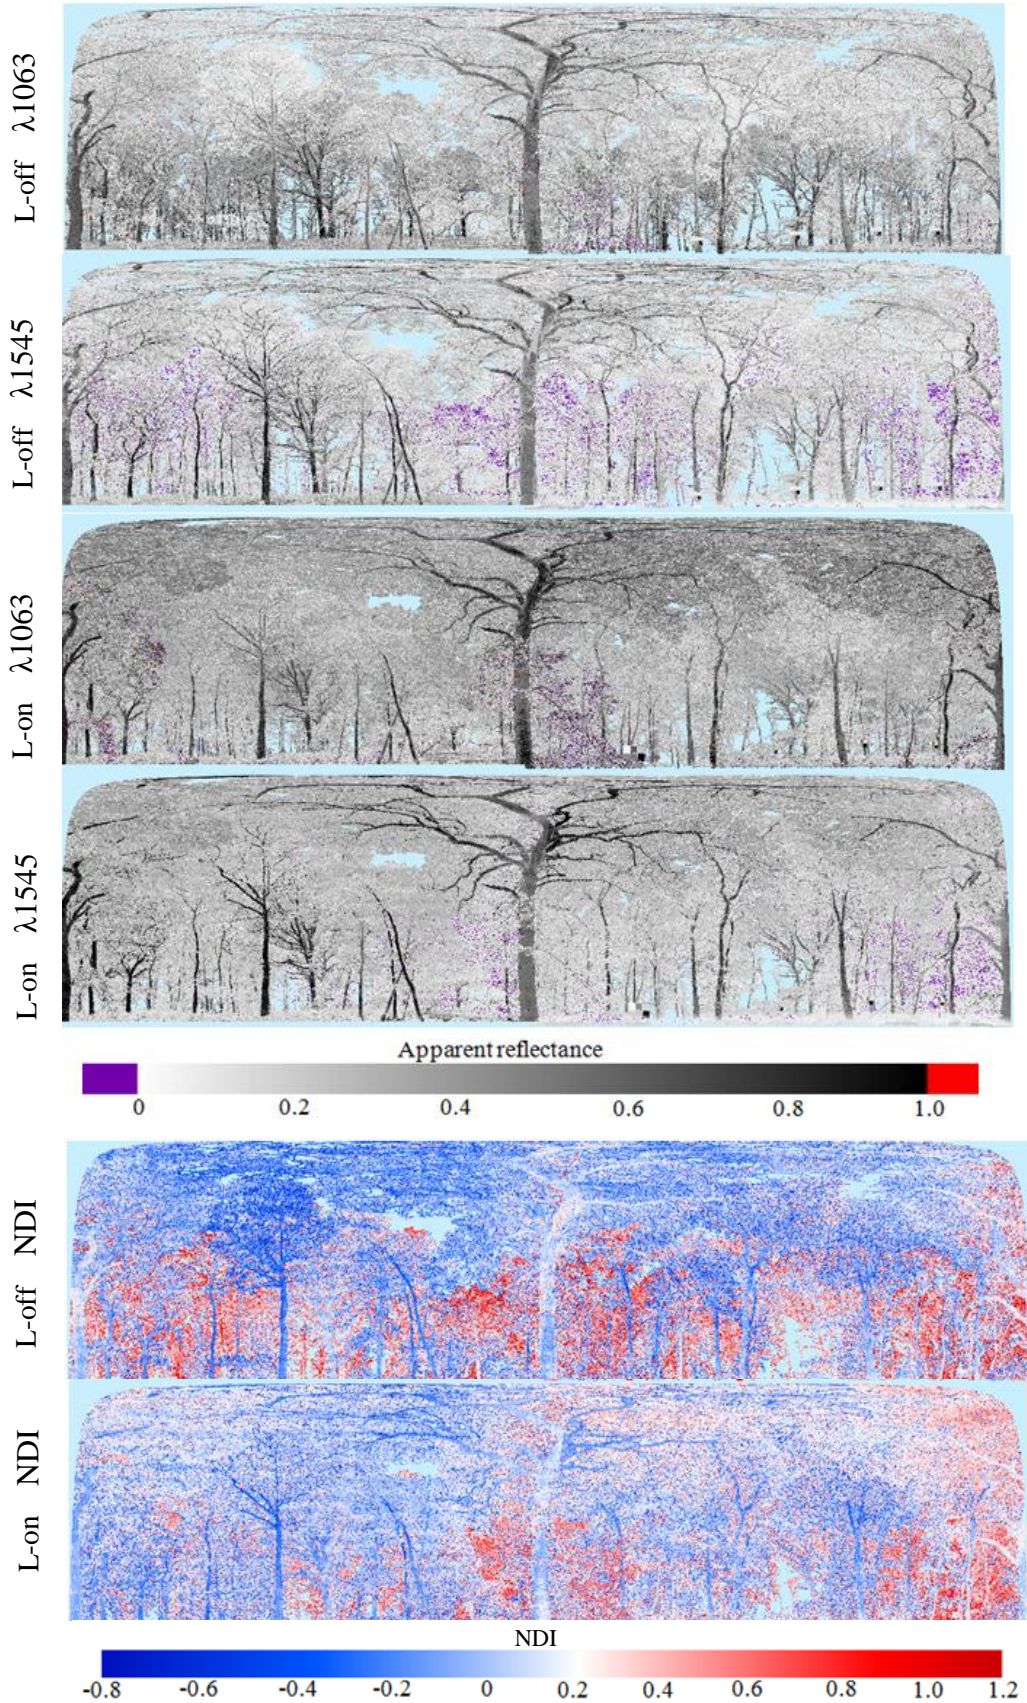 L-off λ1063
L-off λ1545
L-on λ1063
L-on λ1545
Apparent reflectance
0 0.2 0.4 0.6 0.8 1.0
L-off NDI
L-on NDI
NDI
-0.8 -0.6 -0.4 -0.2 0 0.2 0.4 0.6 0.8 1.0 1.2